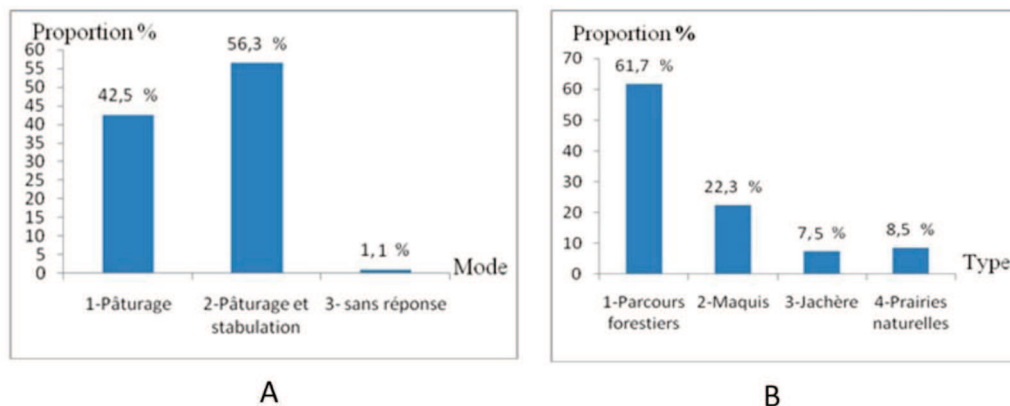 Proportion %
60
55
50
45
40
35
30
25
20
15
10
5
0
42,5 %
56,3 %
1,1 %
Mode
1-Pâturage
2-Pâturage et
stabulation
3- sans réponse
A
Proportion %
70
60
50
40
30
20
10
0
61,7 %
22,3 %
7,5 %
8,5 %
Type
1-Parcours
forestiers
2-Maquis
3-Jachère
4-Prairies
naturelles
B